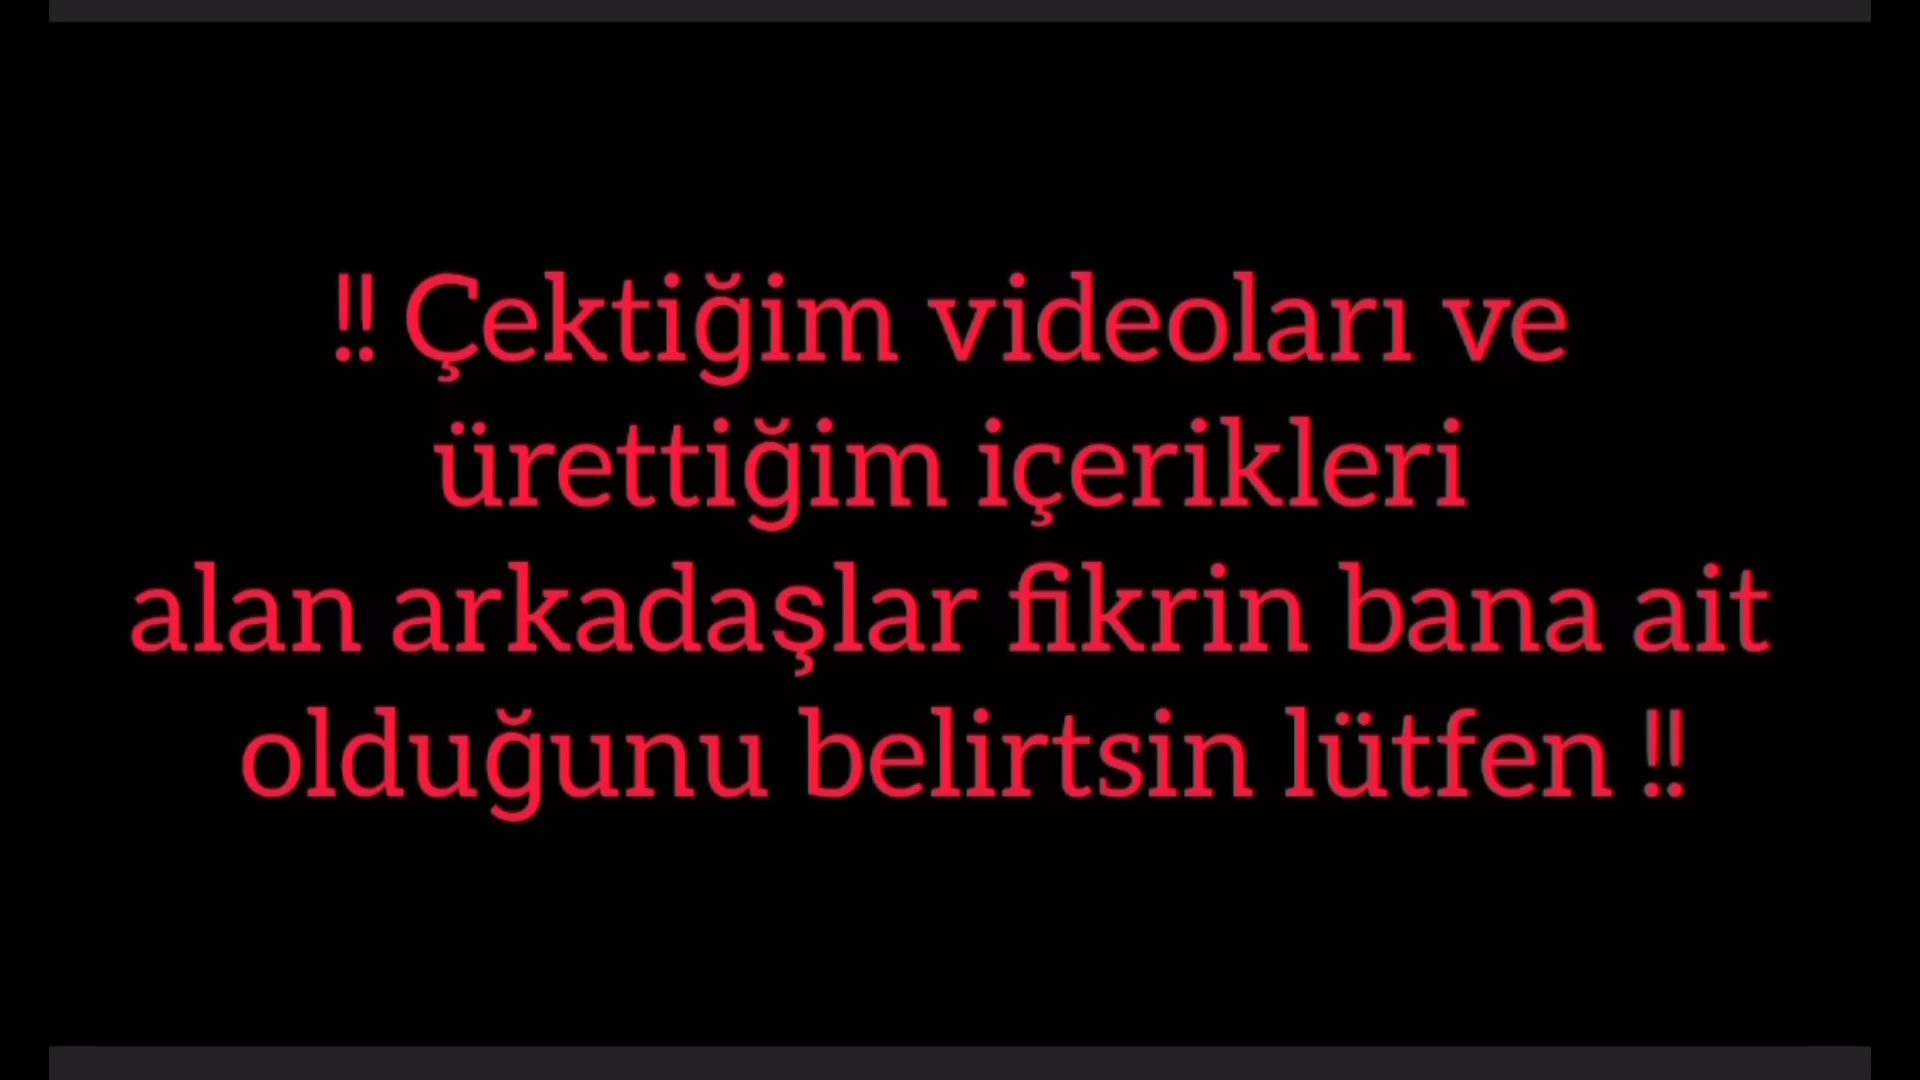 !! Çektiğim videoları ve
ürettiğim içerikleri
alan arkadaşlar fikrin bana ait
olduğunu belirtsin lütfen !!